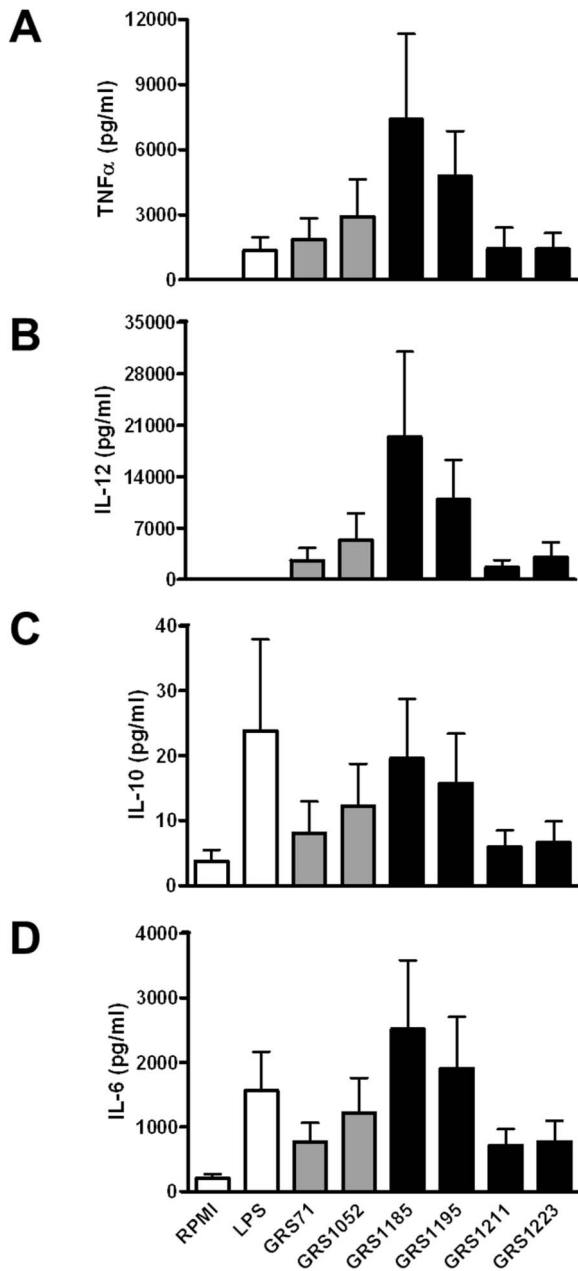 A
TNFα (pg/ml)
12000
9000
6000
3000
0
B
IL-12 (pg/ml)
35000
28000
21000
14000
7000
0
C
IL-10 (pg/ml)
40
30
20
10
0
D
IL-6 (pg/ml)
4000
3000
2000
1000
0
RPMI
LPS
GRS71
GRS1052
GRS1185
GRS1195
GRS1211
GRS1223